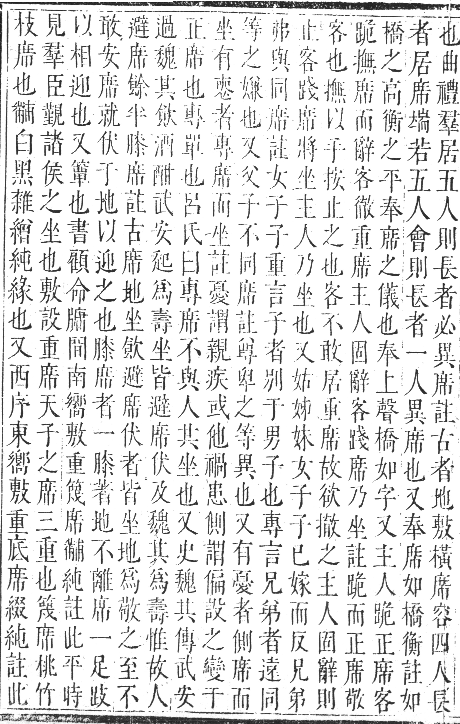 也曲禮羣居五人則長者必異席註古者地敷橫席容四人長
者居席端若五人會則長者一人異席也又奉席如橋衡註如
橋之高衡之平奉席之儀也奉上聲橋如字又主人跪正席客
跪撫席而辭客徹重席主人固辭客踐席乃坐註跪而正席敬
客也撫以手按止之也客不敢居重席故欲撤之主人固辭則
止客踐席將坐主人乃坐也又姑姊妹女子子已嫁而反兄弟
弗與同席註女子子重言子者別于男子也專言兄弟者遠同
等之嫌也又父子不同席註尊卑之等異也又有憂者側席而
坐有喪者專席而坐註憂謂親疾或他禍患側謂偏設之變于
正席也專單也呂氏曰專席不與人共坐也又史魏其傳武安
過魏其飲酒酣武安起爲壽坐皆避席伏及魏其爲壽惟故人
避席餘半膝席註古席地坐飲避席伏者皆坐地爲敬之至不
敢安席就伏于地以迎之也膝席者一膝著地不離席一足跂
以相迎也又簟也書顧命牖間南嚮敷重篾席黼純註此平時
見羣臣覲諸侯之坐也敷設重席天子之席三重也篾席桃竹
枝席也黼白黑雜繒純緣也又西序東嚮敷重底席綴純註此